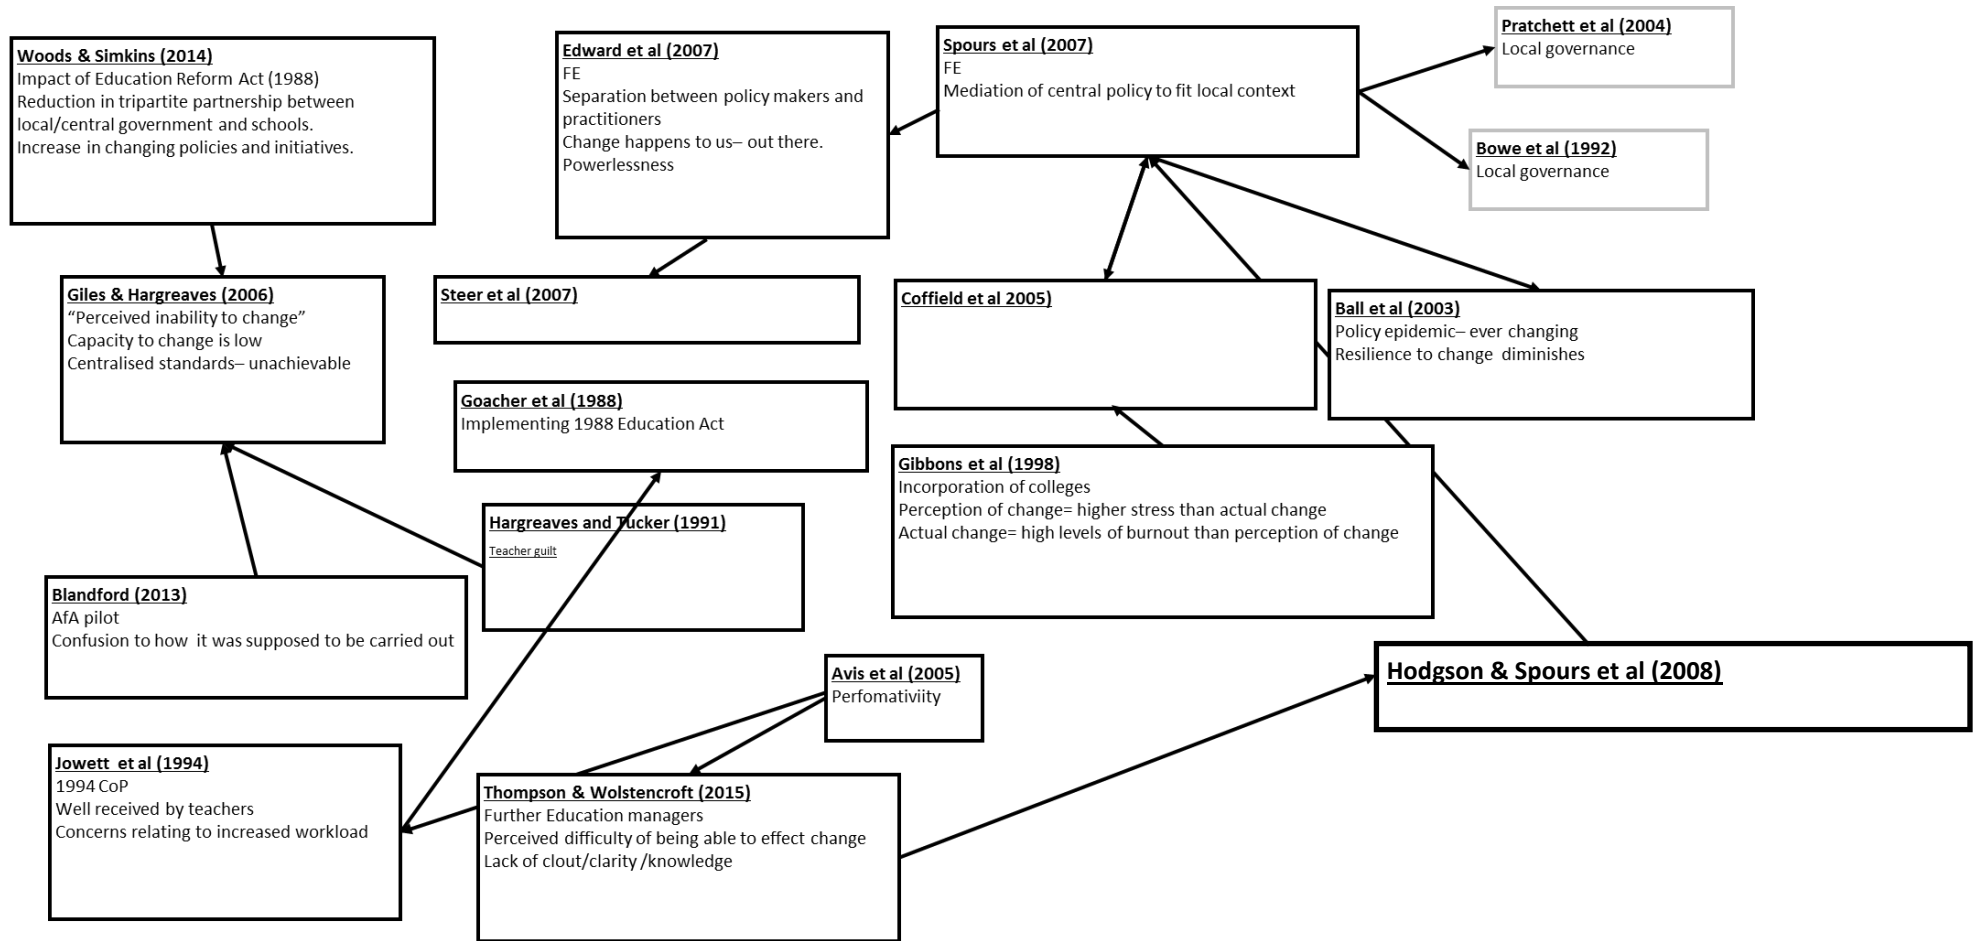 Woods & Simkins (2014)
Impact of Education Reform Act (1988)
Reduction in tripartite partnership between
local/central government and schools.
Increase in changing policies and initiatives.
Edward et al (2007)
FE
Separation between policy makers and
practitioners
Change happens to us– out there.
Powerlessness
Spours et al (2007)
FE
Mediation of central policy to fit local context
Pratchett et al (2004)
Local governance
Bowe et al (1992)
Local governance
Giles & Hargreaves (2006)
“Perceived inability to change”
Capacity to change is low
Centralised standards– unachievable
Steer et al (2007)
Coffield et al 2005)
Ball et al (2003)
Policy epidemic– ever changing
Resilience to change diminishes
Goacher et al (1988)
Implementing 1988 Education Act
Gibbons et al (1998)
Incorporation of colleges
Perception of change= higher stress than actual change
Actual change= high levels of burnout than perception of change
Hargreaves and Tucker (1991)
Teacher guilt
Blandford (2013)
AfA pilot
Confusion to how it was supposed to be carried out
Avis et al (2005)
Perfomativiity
Hodgson & Spours et al (2008)
Jowett et al (1994)
1994 CoP
Well received by teachers
Concerns relating to increased workload
Thompson & Wolstencroft (2015)
Further Education managers
Perceived difficulty of being able to effect change
Lack of clout/clarity /knowledge